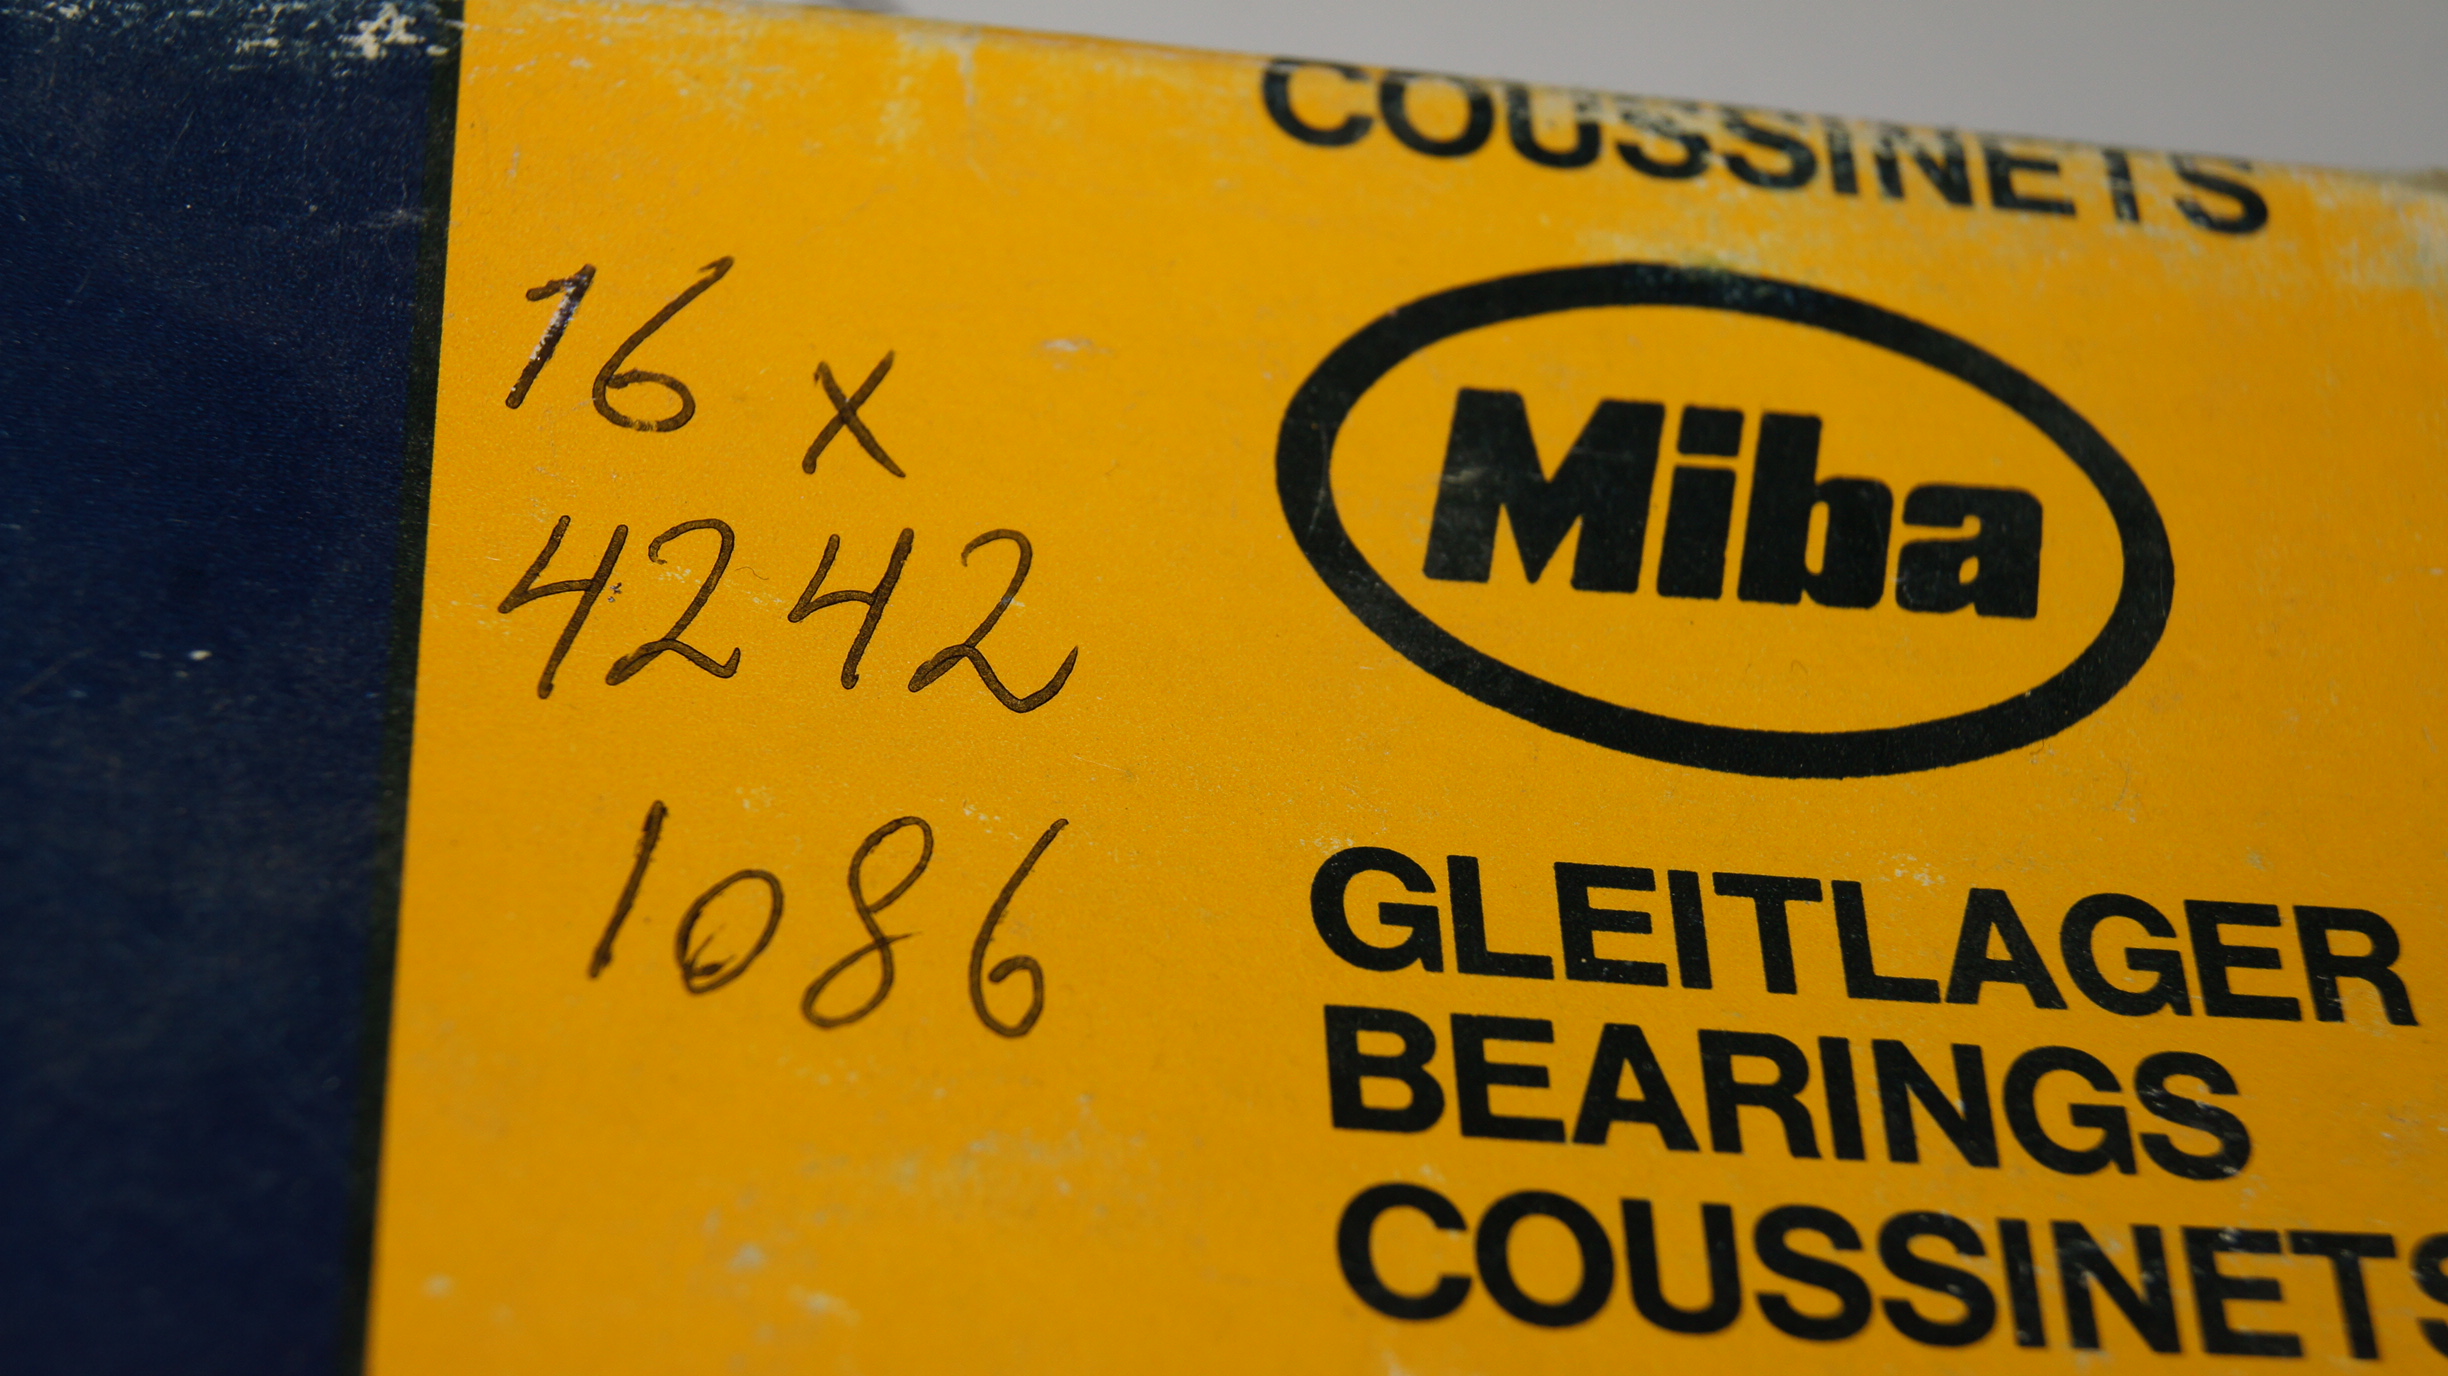 COUSSINETS
16 x
4242
1086
Miba
GLEITLAGER
BEARINGS
COUSSINETS